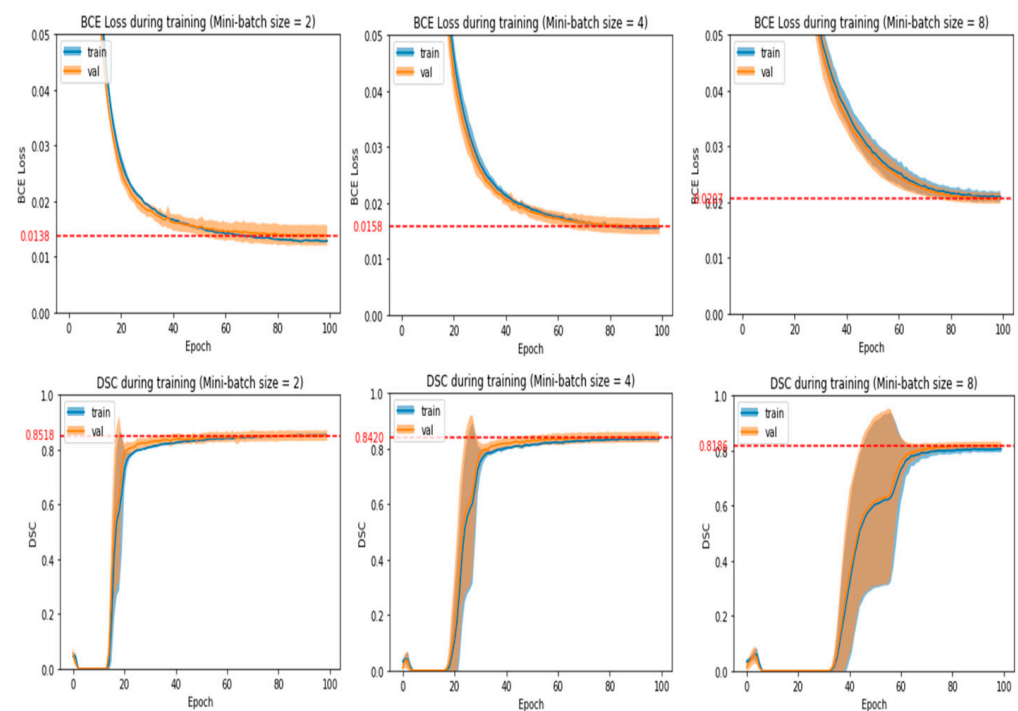 BCE Loss during training (Mini-batch size = 2)
BCE Loss
0.05
0.04
0.03
0.02
0.01
0.00
0.0138
train
val
0 20 40 60 80 100
Epoch
BCE Loss during training (Mini-batch size = 4)
BCE Loss
0.05
0.04
0.03
0.02
0.01
0.00
0.0158
train
val
0 20 40 60 80 100
Epoch
BCE Loss during training (Mini-batch size = 8)
BCE Loss
0.05
0.04
0.03
0.02
0.01
0.00
0.0207
train
val
0 20 40 60 80 100
Epoch
DSC during training (Mini-batch size = 2)
DSC
1.0
0.8
0.6
0.4
0.2
0.0
0.8518
train
val
0 20 40 60 80 100
Epoch
DSC during training (Mini-batch size = 4)
DSC
1.0
0.8
0.6
0.4
0.2
0.0
0.8420
train
val
0 20 40 60 80 100
Epoch
DSC during training (Mini-batch size = 8)
DSC
1.0
0.8
0.6
0.4
0.2
0.0
0.8186
train
val
0 20 40 60 80 100
Epoch